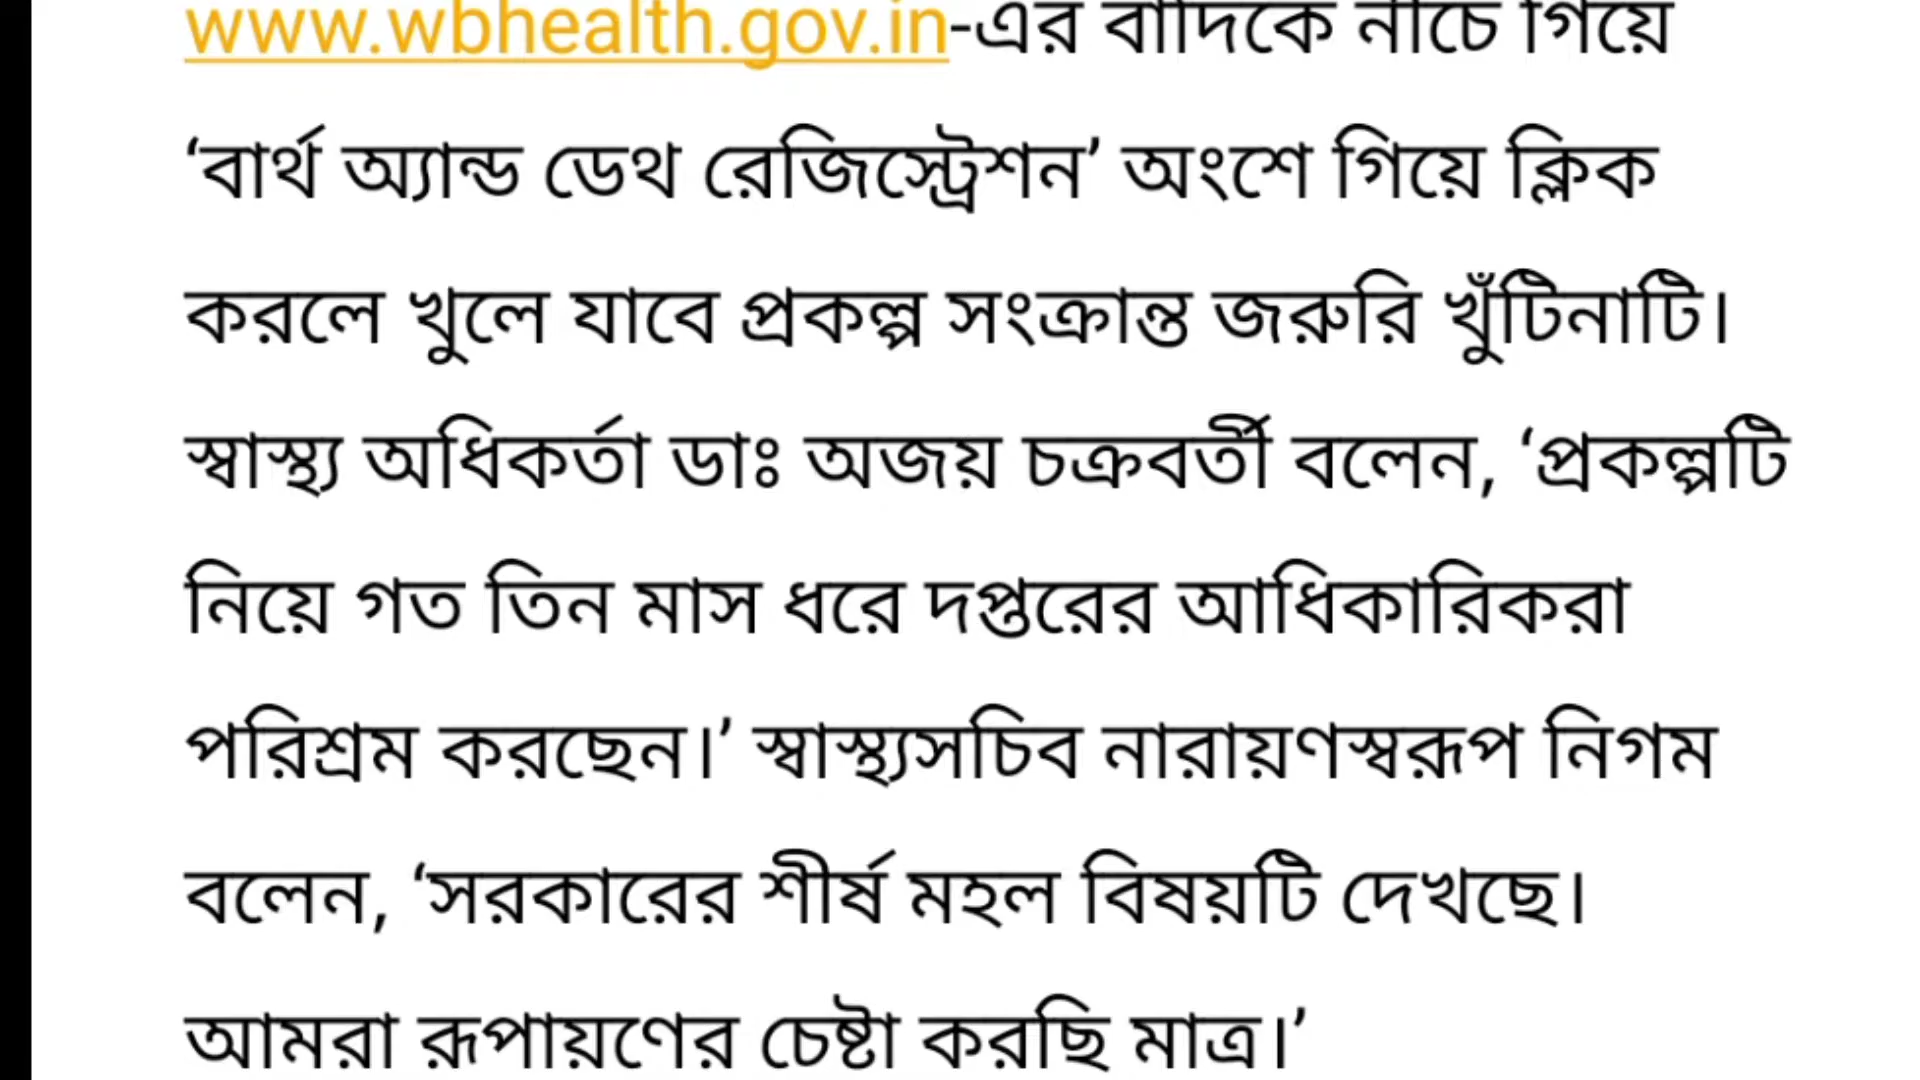 www.wbhealth.gov.in-এর বাঁদিকে নীচে গিয়ে
‘বার্থ অ্যান্ড ডেথ রেজিস্ট্রেশন’ অংশে গিয়ে ক্লিক
করলে খুলে যাবে প্রকল্প সংক্রান্ত জরুরি খুঁটিনাটি।
স্বাস্থ্য অধিকর্তা ডাঃ অজয় চক্রবর্তী বলেন, ‘প্রকল্পটি
নিয়ে গত তিন মাস ধরে দপ্তরের আধিকারিকরা
পরিশ্রম করছেন।’ স্বাস্থ্যসচিব নারায়ণস্বরূপ নিগম
বলেন, ‘সরকারের শীর্ষ মহল বিষয়টি দেখছে।
আমরা রূপায়ণের চেষ্টা করছি মাত্র।’